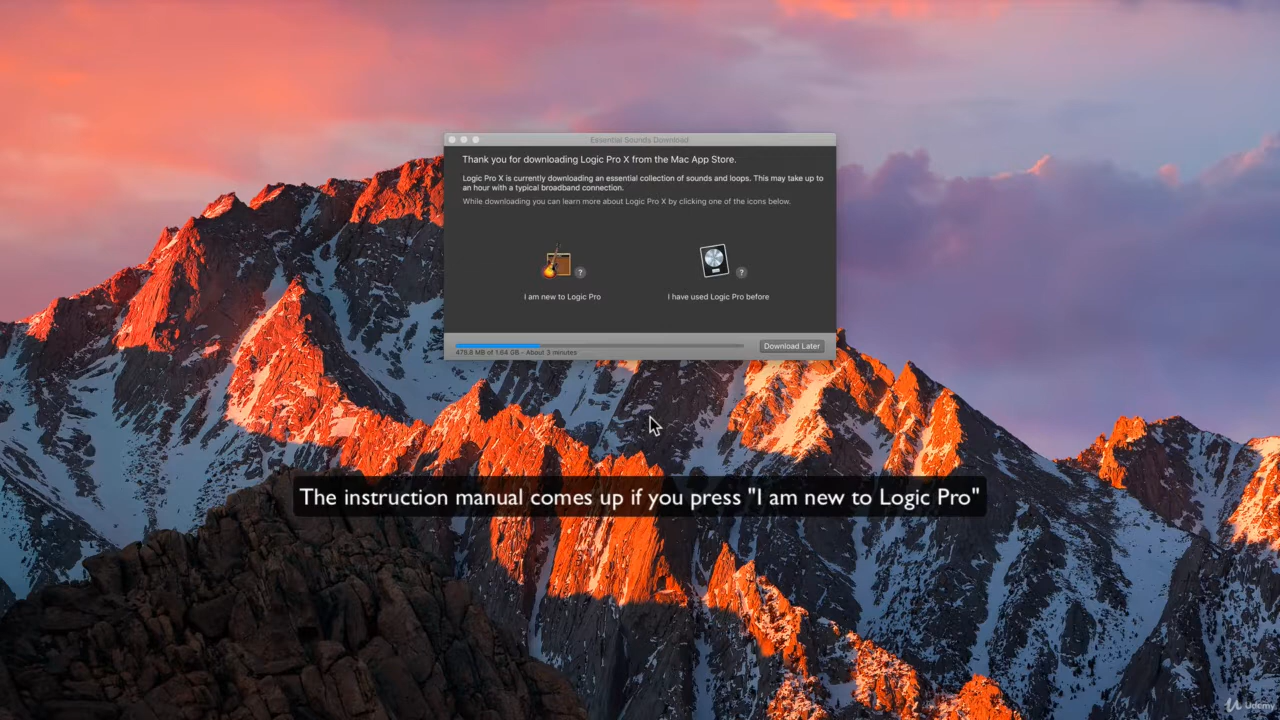 Essential Sounds Download
Thank you for downloading Logic Pro X from the Mac App Store.
Logic Pro X is currently downloading an essential collection of sounds and loops. This may take up to
an hour with a typical broadband connection.
While downloading you can learn more about Logic Pro X by clicking one of the icons below.
? ?
I am new to Logic Pro I have used Logic Pro before
479.8 MB of 1.64 GB - About 3 minutes
Download Later
The instruction manual comes up if you press "I am new to Logic Pro"
Udemy